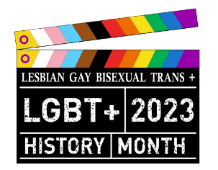 LESBIAN GAY BISEXUAL TRANS +
LGBT+ 2023
HISTORY MONTH